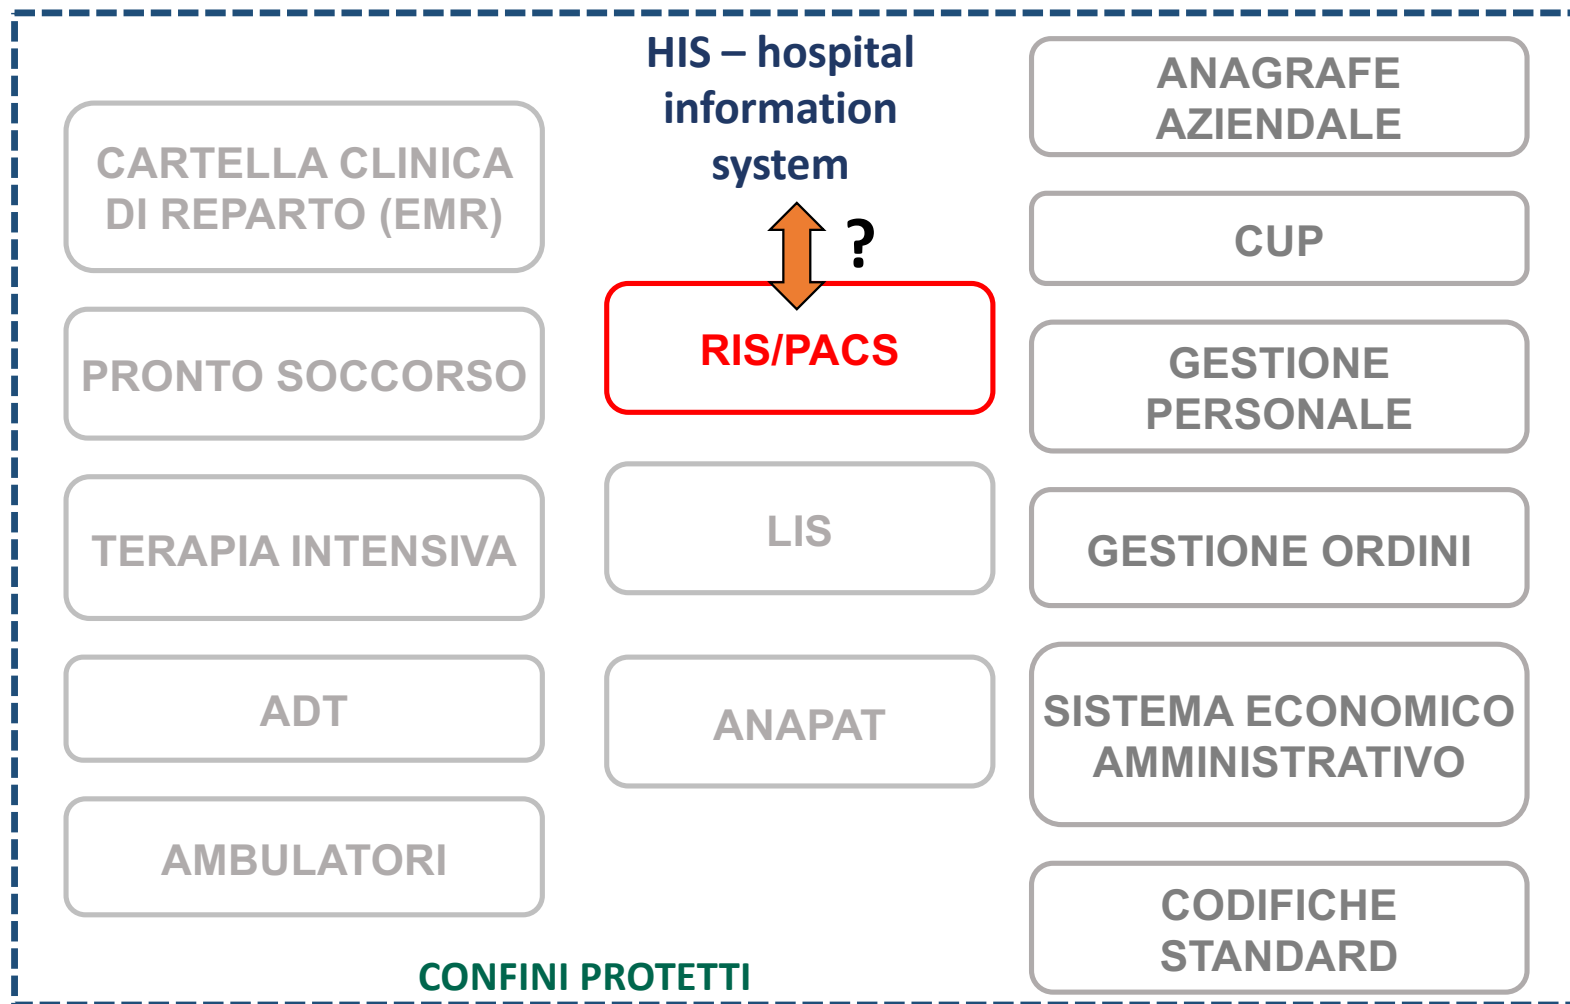 HIS – hospital
information
system
?
CARTELLA CLINICA
DI REPARTO (EMR)
PRONTO SOCCORSO
TERAPIA INTENSIVA
ADT
AMBULATORI
RIS/PACS
LIS
ANAPAT
ANAGRAFE
AZIENDALE
CUP
GESTIONE
PERSONALE
GESTIONE ORDINI
SISTEMA ECONOMICO
AMMINISTRATIVO
CODIFICHE
STANDARD
CONFINI PROTETTI